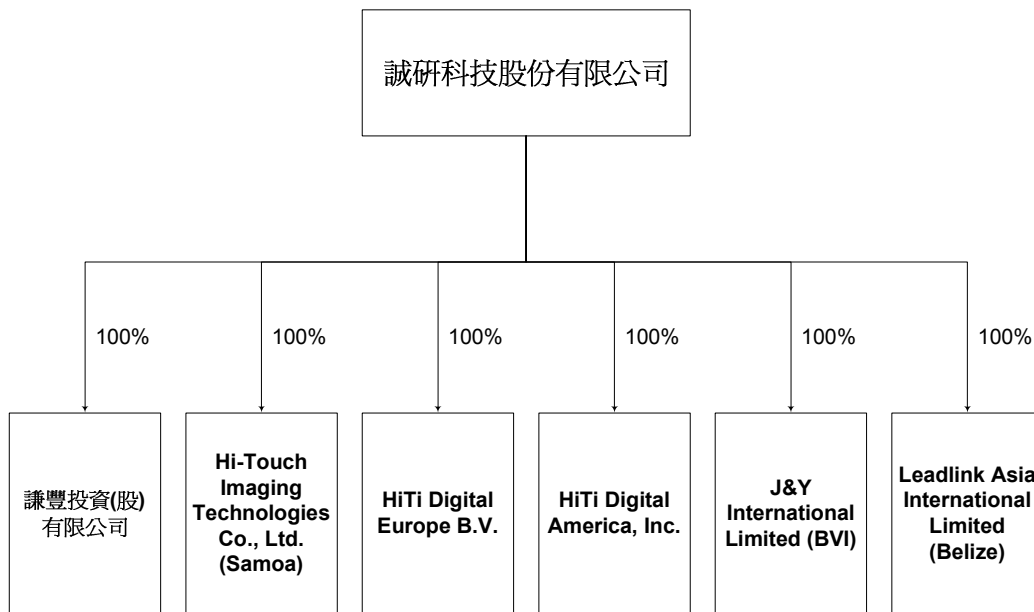 誠研科技股份有限公司
100%
100%
100%
100%
100%
100%
謙豐投資(股)
有限公司
Hi-Touch
Imaging
Technologies
Co., Ltd.
(Samoa)
HiTi Digital
Europe B.V.
HiTi Digital
America, Inc.
J&Y
International
Limited (BVI)
Leadlink Asia
International
Limited
(Belize)